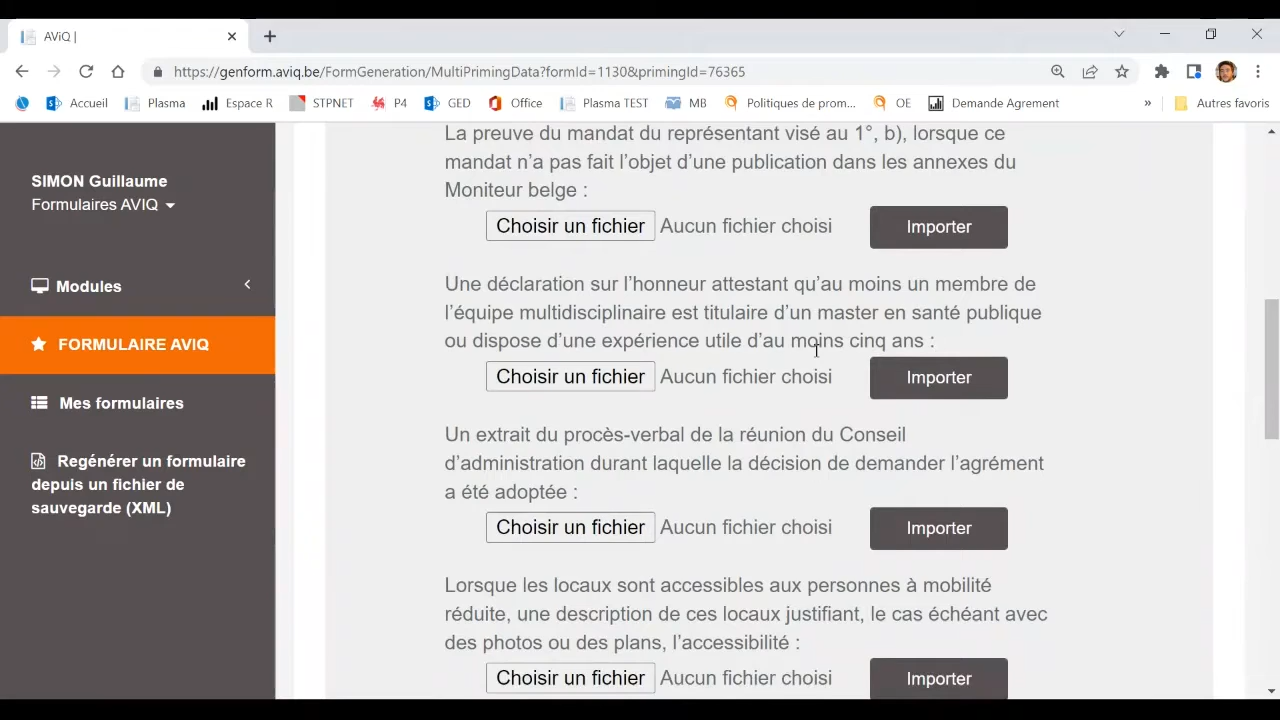 AViQ |
https://genform.aviq.be/FormGeneration/MultiPrimingData?formId=1130&primingId=76365
Accueil Plasma Espace R STPNET P4 GED Office Plasma TEST MB Politiques de prom... OE Demande Agrement » Autres favoris
SIMON Guillaume
Formulaires AVIQ
Modules
FORMULAIRE AVIQ
Mes formulaires
Regénérer un formulaire
depuis un fichier de
sauvegarde (XML)
La preuve du mandat du représentant visé au 1°, b), lorsque ce
mandat n’a pas fait l’objet d’une publication dans les annexes du
Moniteur belge :
Choisir un fichier Aucun fichier choisi Importer
Une déclaration sur l’honneur attestant qu’au moins un membre de
l’équipe multidisciplinaire est titulaire d’un master en santé publique
ou dispose d’une expérience utile d’au moins cinq ans :
Choisir un fichier Aucun fichier choisi Importer
Un extrait du procès-verbal de la réunion du Conseil
d’administration durant laquelle la décision de demander l’agrément
a été adoptée :
Choisir un fichier Aucun fichier choisi Importer
Lorsque les locaux sont accessibles aux personnes à mobilité
réduite, une description de ces locaux justifiant, le cas échéant avec
des photos ou des plans, l’accessibilité :
Choisir un fichier Aucun fichier choisi Importer